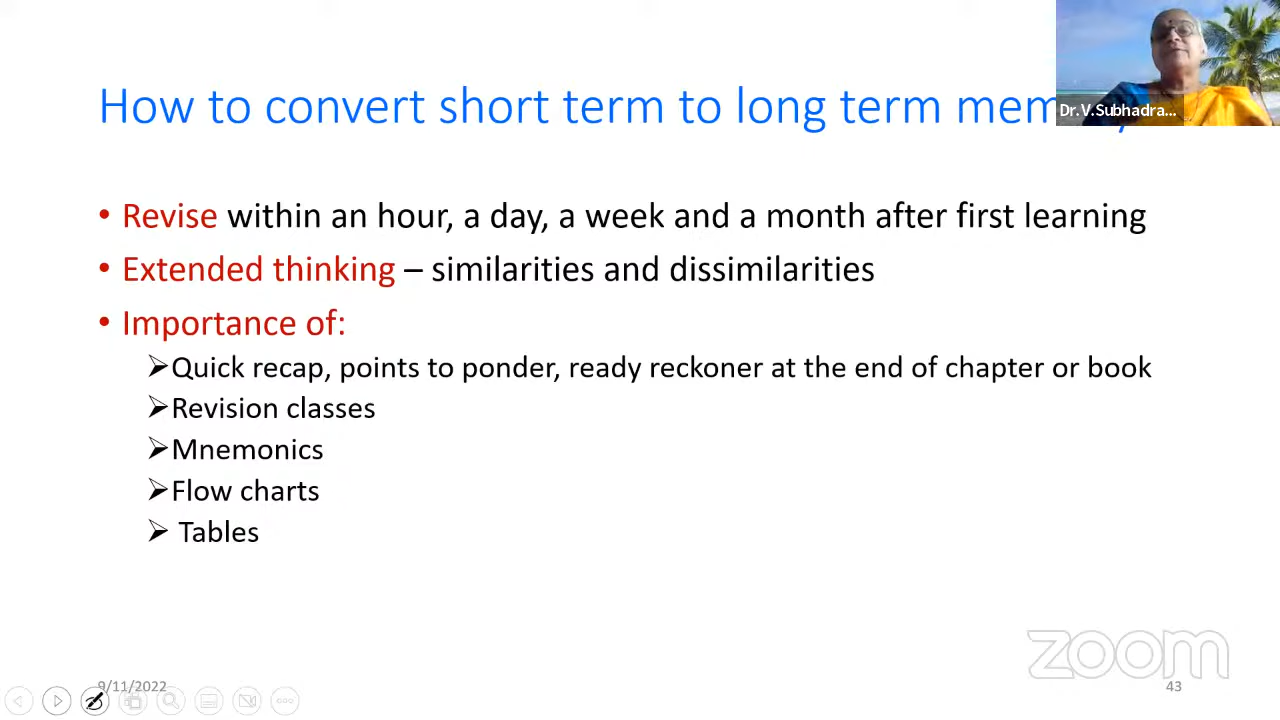 How to convert short term to long term
Dr.V.Subhadra...
• Revise within an hour, a day, a week and a month after first learning
• Extended thinking – similarities and dissimilarities
• Importance of:
➢Quick recap, points to ponder, ready reckoner at the end of chapter or book
➢Revision classes
➢Mnemonics
➢Flow charts
➢ Tables
zoom
9/11/2022
43